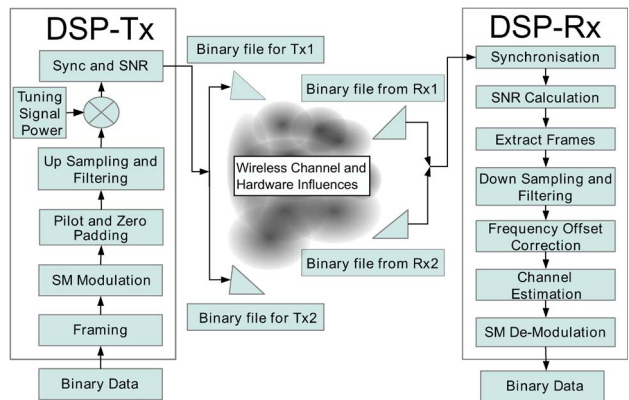 DSP-Tx
Sync and SNR
Tuning
Signal
Power
Up Sampling and
Filtering
Pilot and Zero
Padding
SM Modulation
Framing
Binary Data
Binary file for Tx1
Binary file for Tx2
Wireless Channel and
Hardware Influences
Binary file from Rx1
Binary file from Rx2
DSP-Rx
Synchronisation
SNR Calculation
Extract Frames
Down Sampling and
Filtering
Frequency Offset
Correction
Channel
Estimation
SM De-Modulation
Binary Data